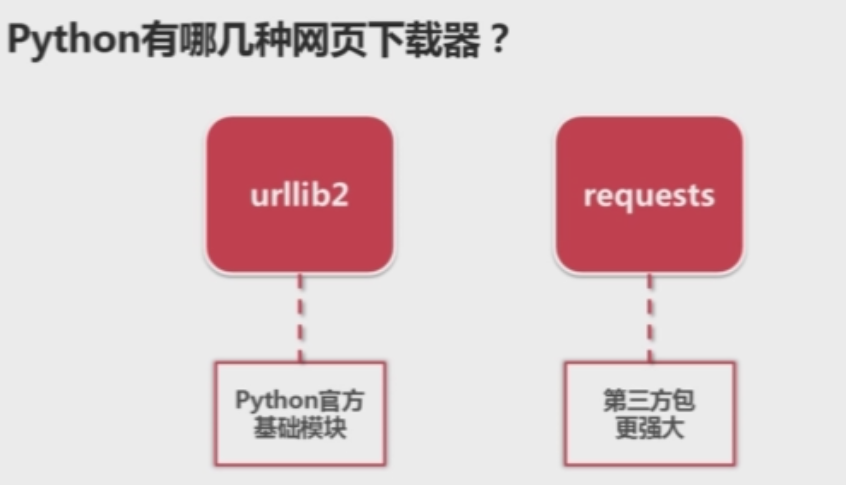 Python有哪几种网页下载器？
urllib2
requests
Python官方
基础模块
第三方包
更强大